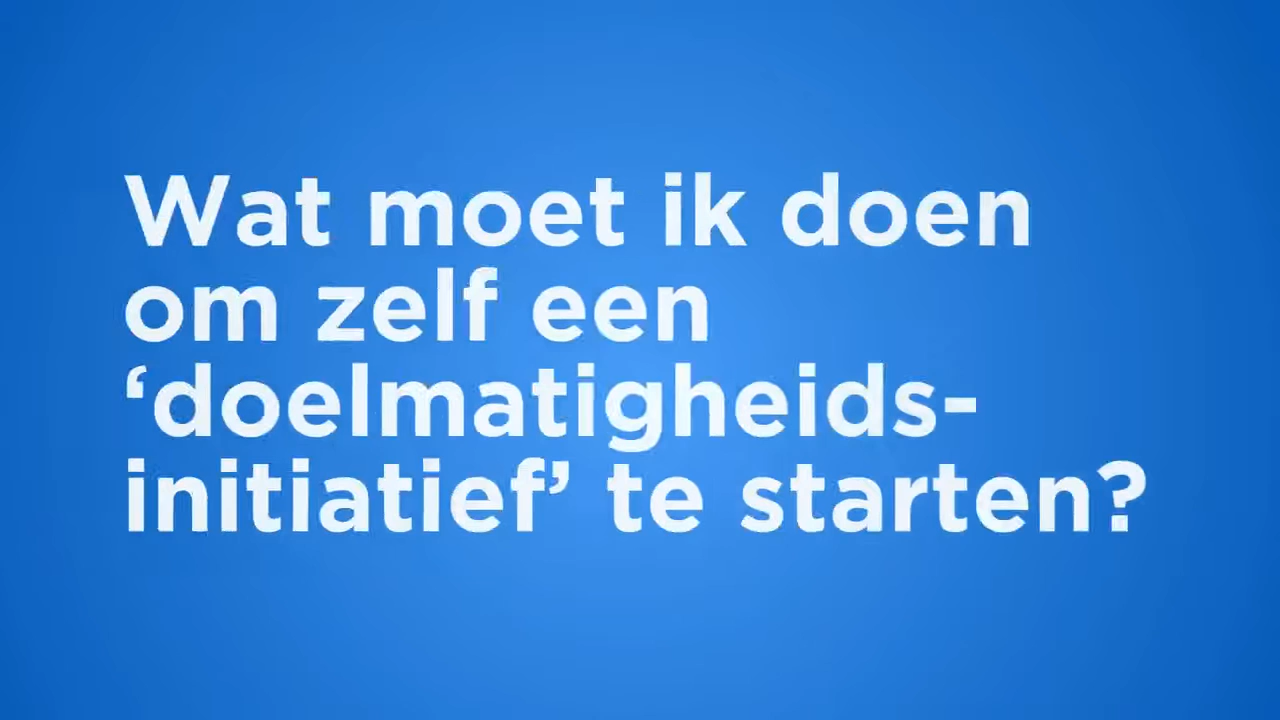 Wat moet ik doen
om zelf een
‘doelmatigheids-
initiatief’ te starten?